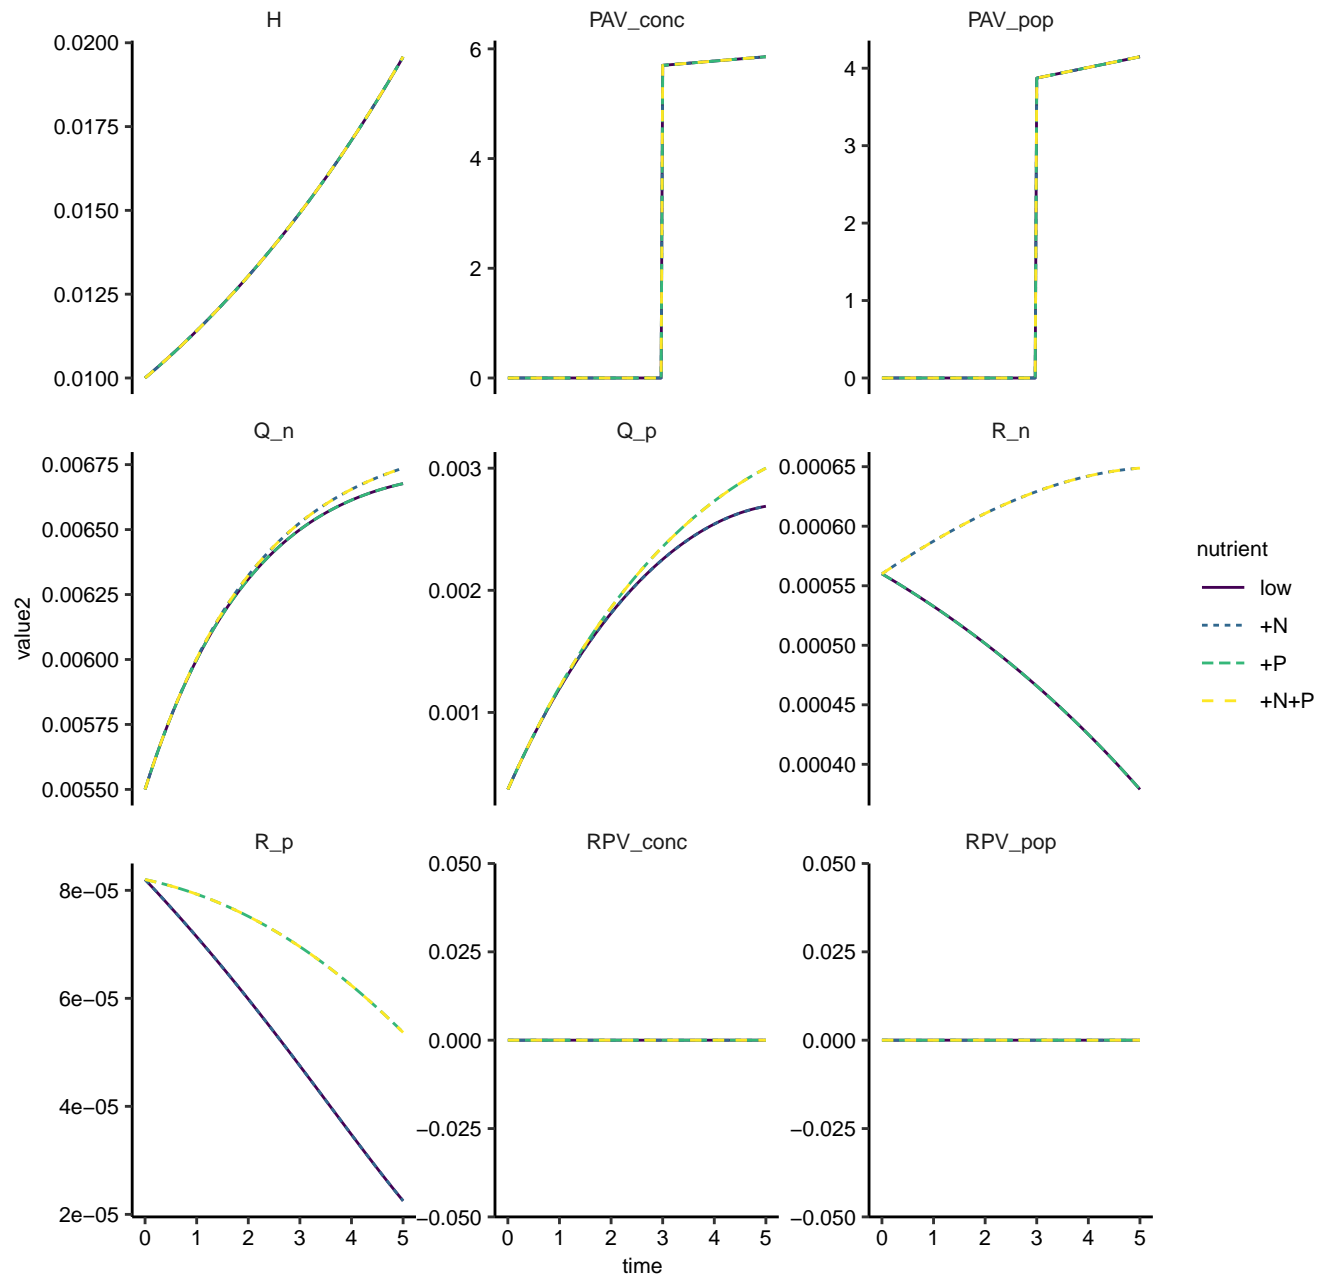 H PAV_conc PAV_pop
0.0200
0.0175
0.0150
0.0125
0.0100
6
4
2
0
4
3
2
1
0
Q_n Q_p R_n
0.00675
0.00650
0.00625
0.00600
0.00575
0.00550
0.003
0.002
0.001
0.00065
0.00060
0.00055
0.00050
0.00045
0.00040
R_p RPV_conc RPV_pop
8e−05
6e−05
4e−05
2e−05
0.050
0.025
0.000
−0.025
−0.050
0.050
0.025
0.000
−0.025
−0.050
0 1 2 3 4 5
0 1 2 3 4 5
0 1 2 3 4 5
time
value2
nutrient
low
+N
+P
+N+P